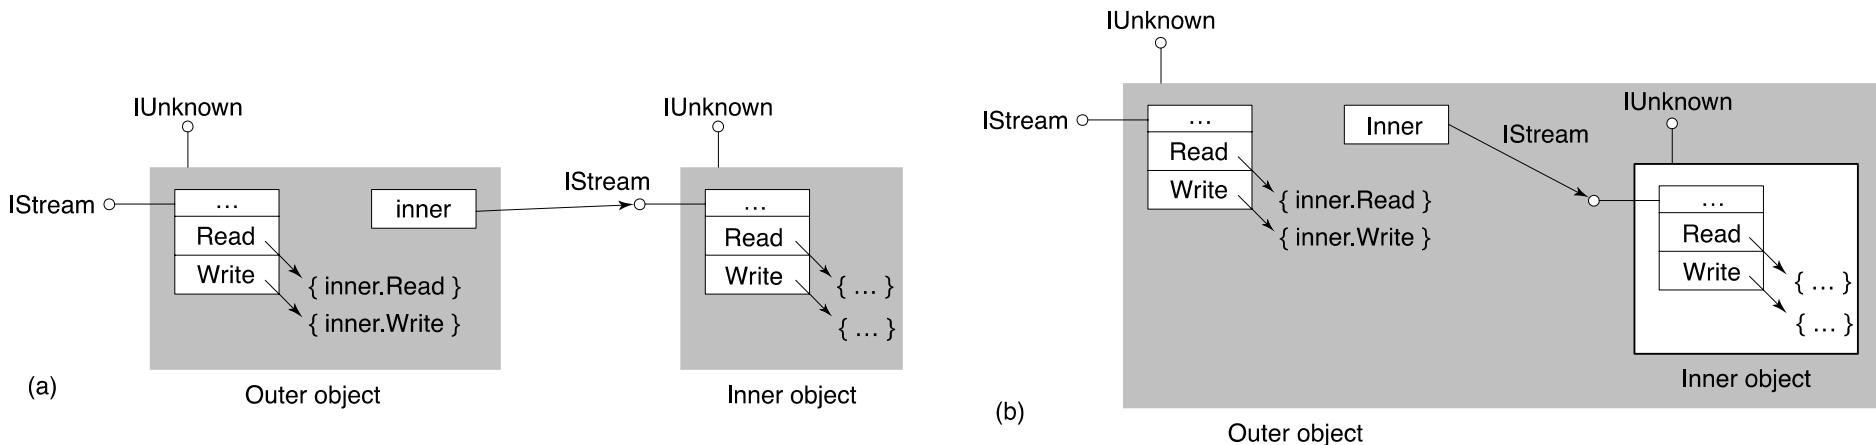 IUnknown
IUnknown
IStream
...
Read
Write
inner
IStream
...
Read
Write
{ inner.Read }
{ inner.Write }
{ ... }
{ ... }
(a)
Outer object
Inner object
IUnknown
IStream
...
Read
Write
{ inner.Read }
{ inner.Write }
Inner
IStream
IUnknown
...
Read
Write
{ ... }
{ ... }
Inner object
(b)
Outer object